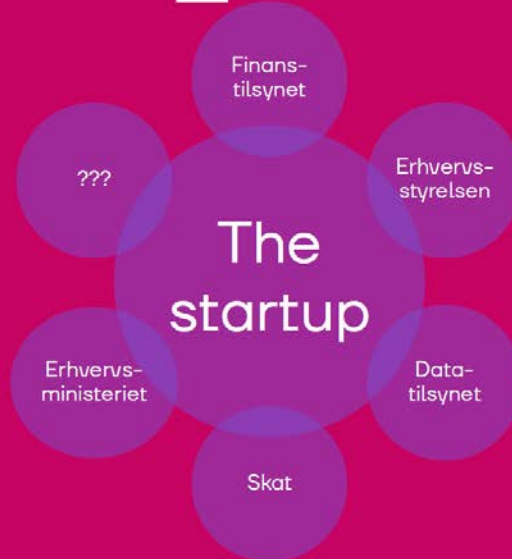 Finans-
tilsynet
???
Erhvervs-
styrelsen
The
startup
Erhvervs-
ministeriet
Data-
tilsynet
Skat